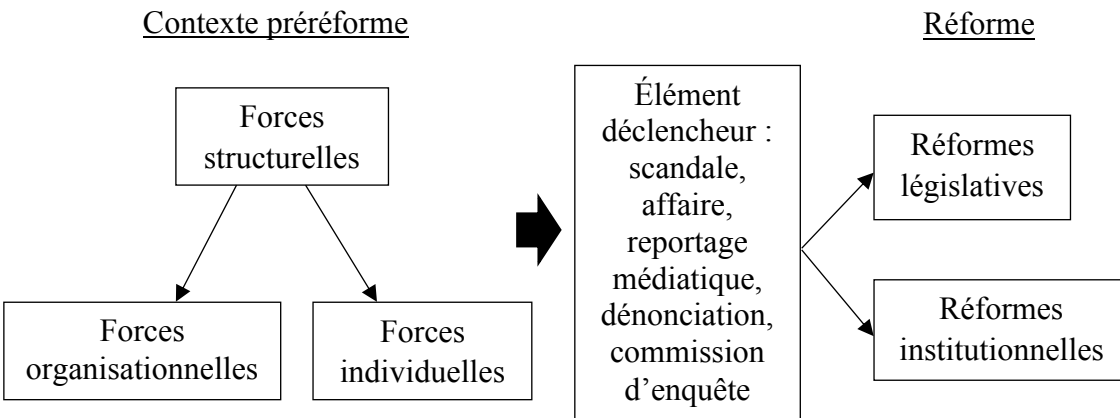 Contexte préréforme
Réforme
Forces
structurelles
Forces
organisationnelles
Forces
individuelles
Élément
déclencheur :
scandale,
affaire,
reportage
médiatique,
dénonciation,
commission
d’enquête
Réformes
législatives
Réformes
institutionnelles